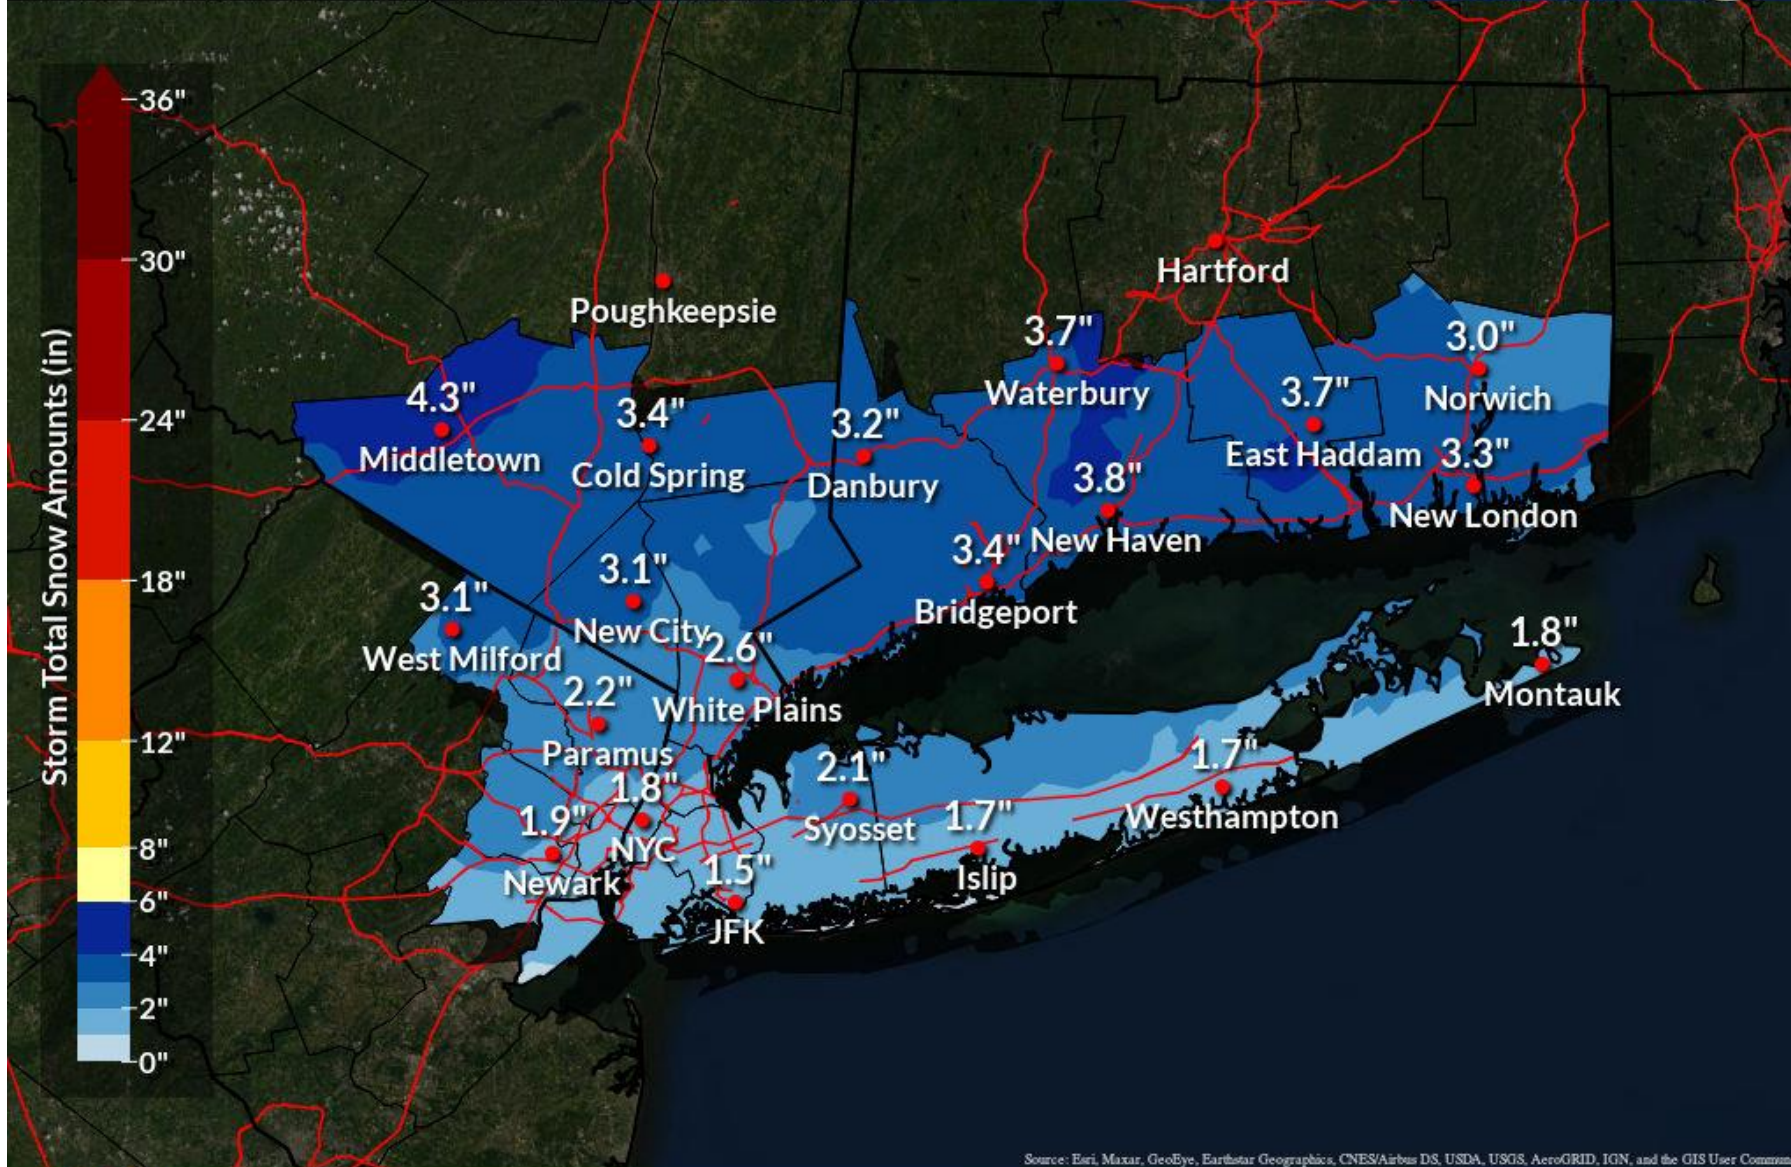 Storm Total Snow Amounts (in)
36"
30"
24"
18"
12"
8"
6"
4"
2"
0"
Hartford
Poughkeepsie
3.7"
Waterbury
3.0"
Norwich
4.3"
Middletown
3.4"
Cold Spring
3.2"
Danbury
3.7"
East Haddam
3.3"
New London
3.8"
New Haven
3.4"
Bridgeport
3.1"
New City
3.1"
West Milford
2.6"
White Plains
1.8"
Montauk
2.2"
Paramus
1.8"
NYC
2.1"
Syosset
1.7"
Westhampton
1.9"
Newark
1.7"
Islip
1.5"
JFK
Source: Esri, Maxar, GeoEye, Earthstar Geographics, CNES/Airbus DS, USDA, USGS, AeroGRID, IGN, and the GIS User